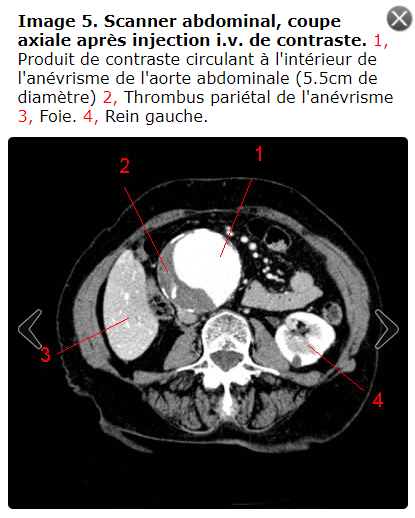 Image 5. Scanner abdominal, coupe
axiale après injection i.v. de contraste. 1,
Produit de contraste circulant à l'intérieur de
l'anévrisme de l'aorte abdominale (5.5cm de
diamètre) 2, Thrombus pariétal de l'anévrisme
3, Foie. 4, Rein gauche.
1
2
3
4